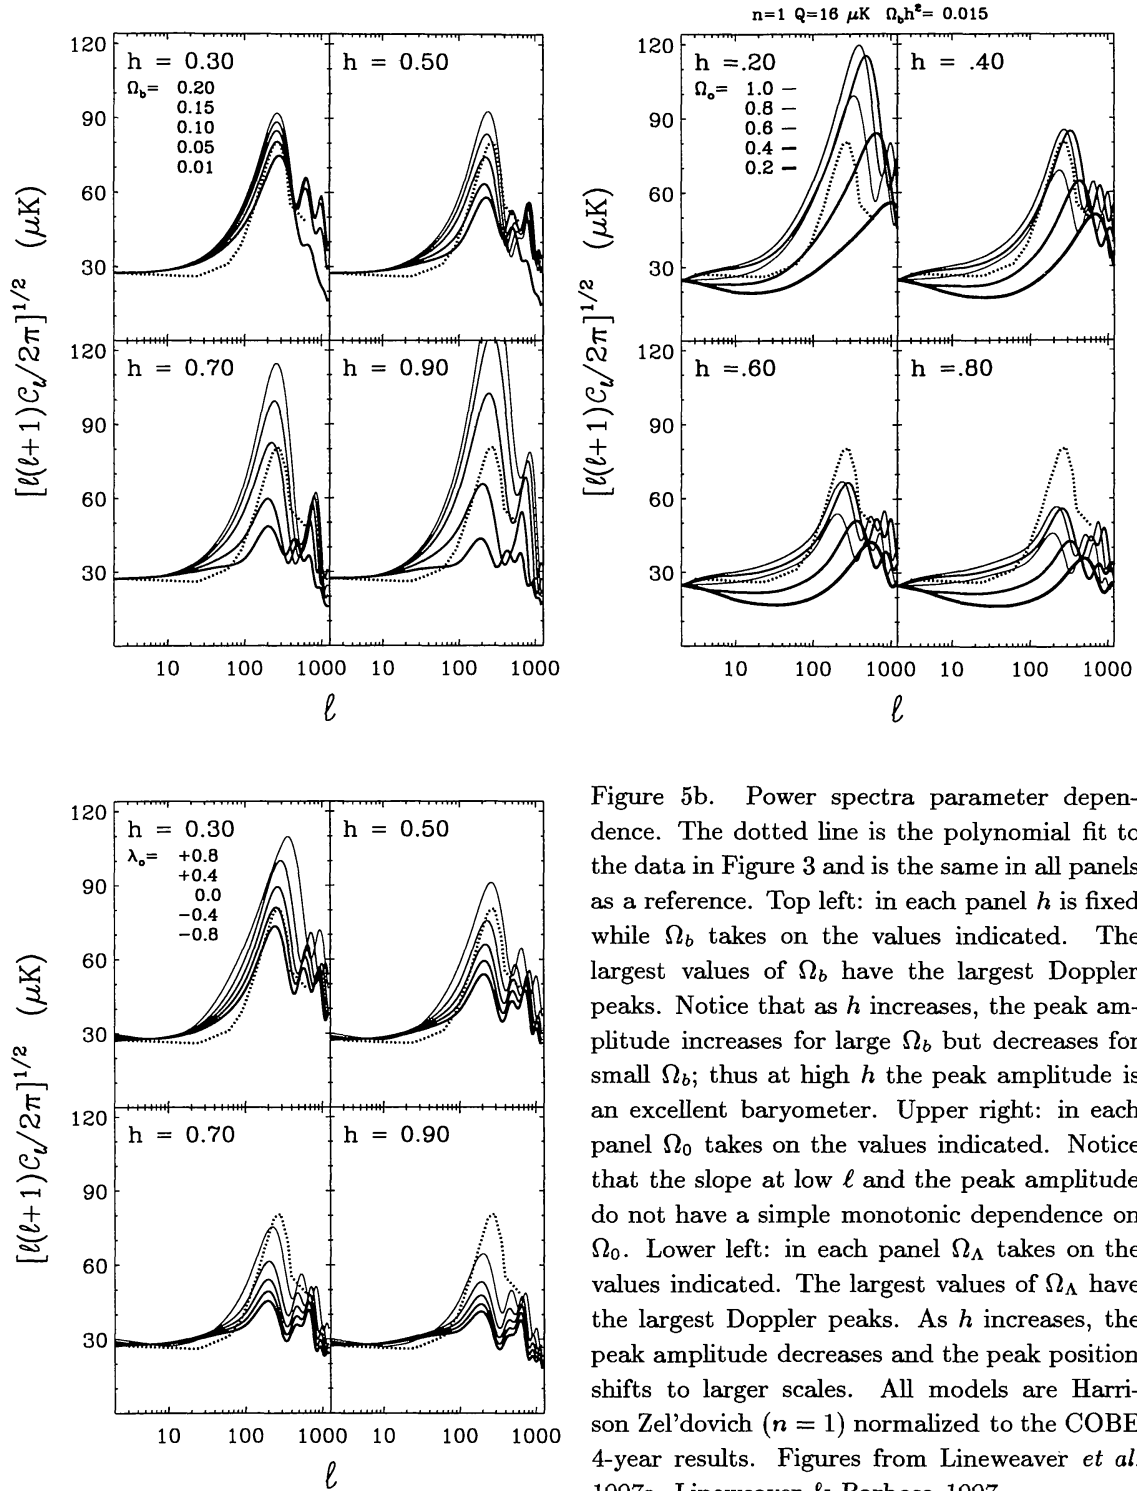 h = 0.30
h = 0.50
Ω_b= 0.20
0.15
0.10
0.05
0.01
120
90
60
30
[ℓ(ℓ+1)C_ℓ/2π]^1/2 (μK)
h = 0.70
h = 0.90
120
90
60
30
[ℓ(ℓ+1)C_ℓ/2π]^1/2
10 100 1000 10 100 1000
ℓ
n=1 Q=16 μK Ω_bh²= 0.015
h =.20
h = .40
Ω_o= 1.0 —
0.8 —
0.6 —
0.4 —
0.2 —
120
90
60
30
[ℓ(ℓ+1)C_ℓ/2π]^1/2 (μK)
h =.60
h =.80
120
90
60
30
10 100 1000 10 100 1000
ℓ
h = 0.30
h = 0.50
λ_o= +0.8
+0.4
0.0
−0.4
−0.8
120
90
60
30
[ℓ(ℓ+1)C_ℓ/2π]^1/2 (μK)
h = 0.70
h = 0.90
120
90
60
30
10 100 1000 10 100 1000
ℓ
Figure 5b. Power spectra parameter depen-
dence. The dotted line is the polynomial fit to
the data in Figure 3 and is the same in all panels
as a reference. Top left: in each panel h is fixed
while Ω_b takes on the values indicated. The
largest values of Ω_b have the largest Doppler
peaks. Notice that as h increases, the peak am-
plitude increases for large Ω_b but decreases for
small Ω_b; thus at high h the peak amplitude is
an excellent baryometer. Upper right: in each
panel Ω_0 takes on the values indicated. Notice
that the slope at low ℓ and the peak amplitude
do not have a simple monotonic dependence on
Ω_0. Lower left: in each panel Ω_Λ takes on the
values indicated. The largest values of Ω_Λ have
the largest Doppler peaks. As h increases, the
peak amplitude decreases and the peak position
shifts to larger scales. All models are Harri-
son Zel'dovich (n = 1) normalized to the COBE
4-year results. Figures from Lineweaver et al.
Lineweaver & Barbosa 1997